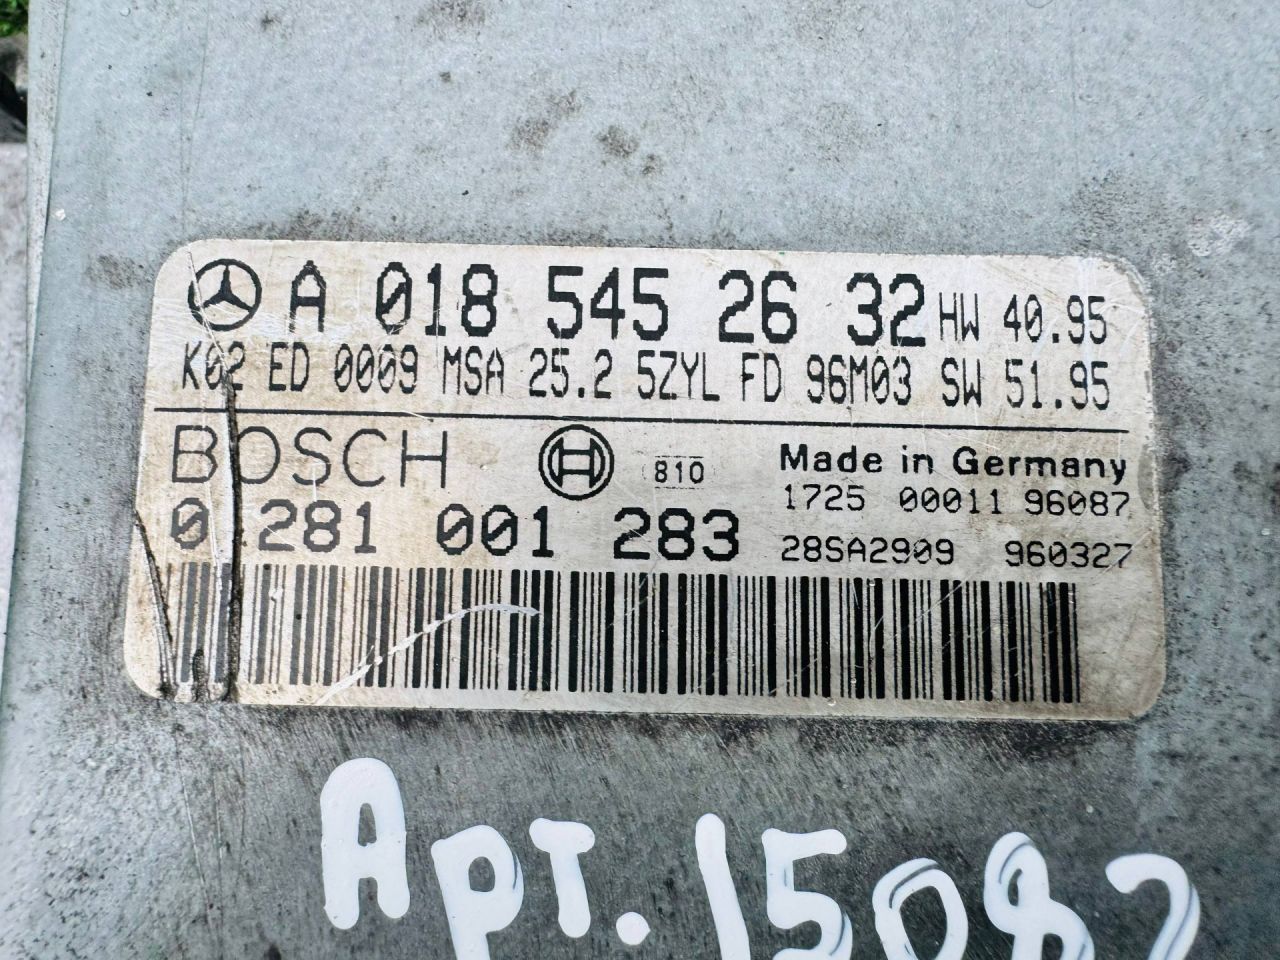 A 018 545 26 32 HW 40.95
K02 ED 0009 MSA 25.2 5ZYL FD 96M03 SW 51.95
BOSCH 810 Made in Germany
1725 00011 96087
0 281 001 283 28SA2909 960327
Арт.15082